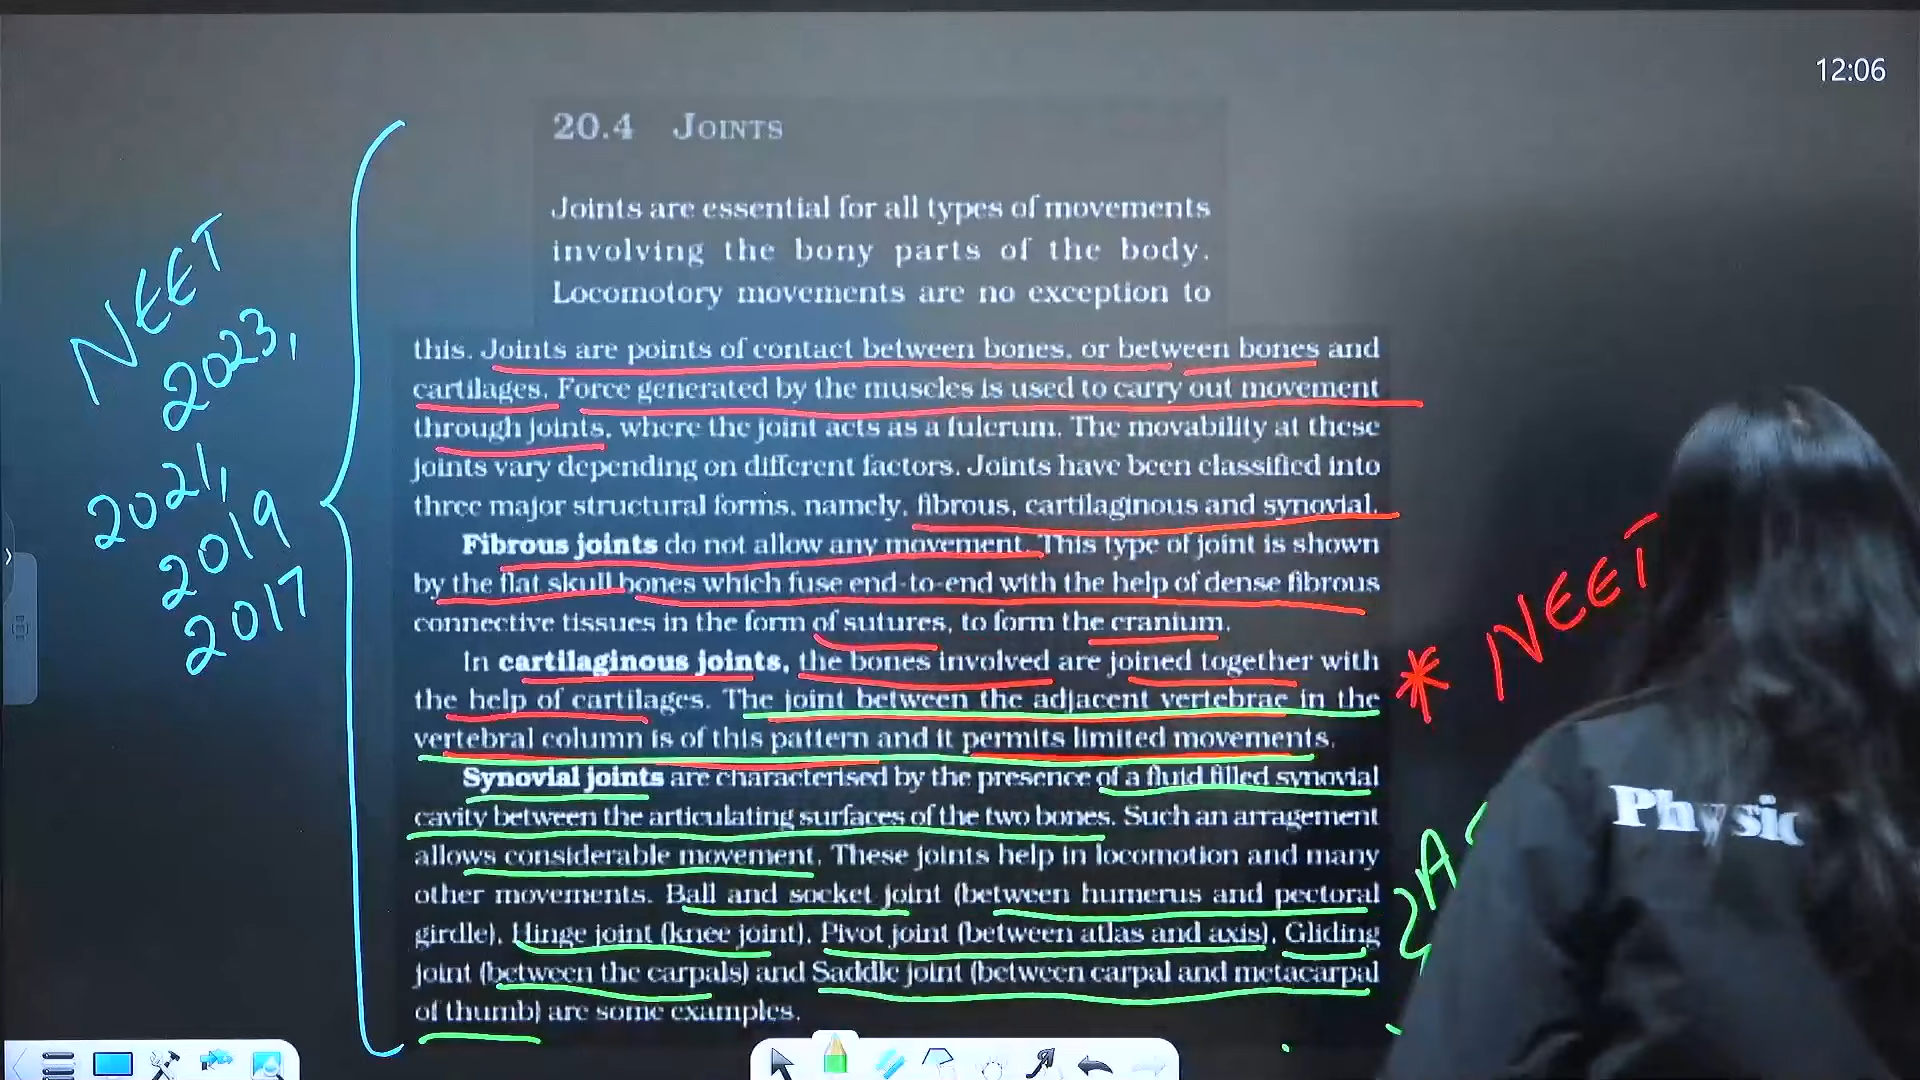 12:06
20.4 JOINTS
Joints are essential for all types of movements
involving the bony parts of the body.
Locomotory movements are no exception to
this. Joints are points of contact between bones, or between bones and
cartilages. Force generated by the muscles is used to carry out movement
through joints, where the joint acts as a fulcrum. The movability at these
joints vary depending on different factors. Joints have been classified into
three major structural forms, namely, fibrous, cartilaginous and synovial.
Fibrous joints do not allow any movement. This type of joint is shown
by the flat skull bones which fuse end-to-end with the help of dense fibrous
connective tissues in the form of sutures, to form the cranium.
In cartilaginous joints, the bones involved are joined together with
the help of cartilages. The joint between the adjacent vertebrae in the
vertebral column is of this pattern and it permits limited movements.
Synovial joints are characterised by the presence of a fluid filled synovial
cavity between the articulating surfaces of the two bones. Such an arragement
allows considerable movement. These joints help in locomotion and many
other movements. Ball and socket joint (between humerus and pectoral
girdle), Hinge joint (knee joint), Pivot joint (between atlas and axis), Gliding
joint (between the carpals) and Saddle joint (between carpal and metacarpal
of thumb) are some examples.
NEET
2023,
2021,
2019
2017
* NEET
Physic